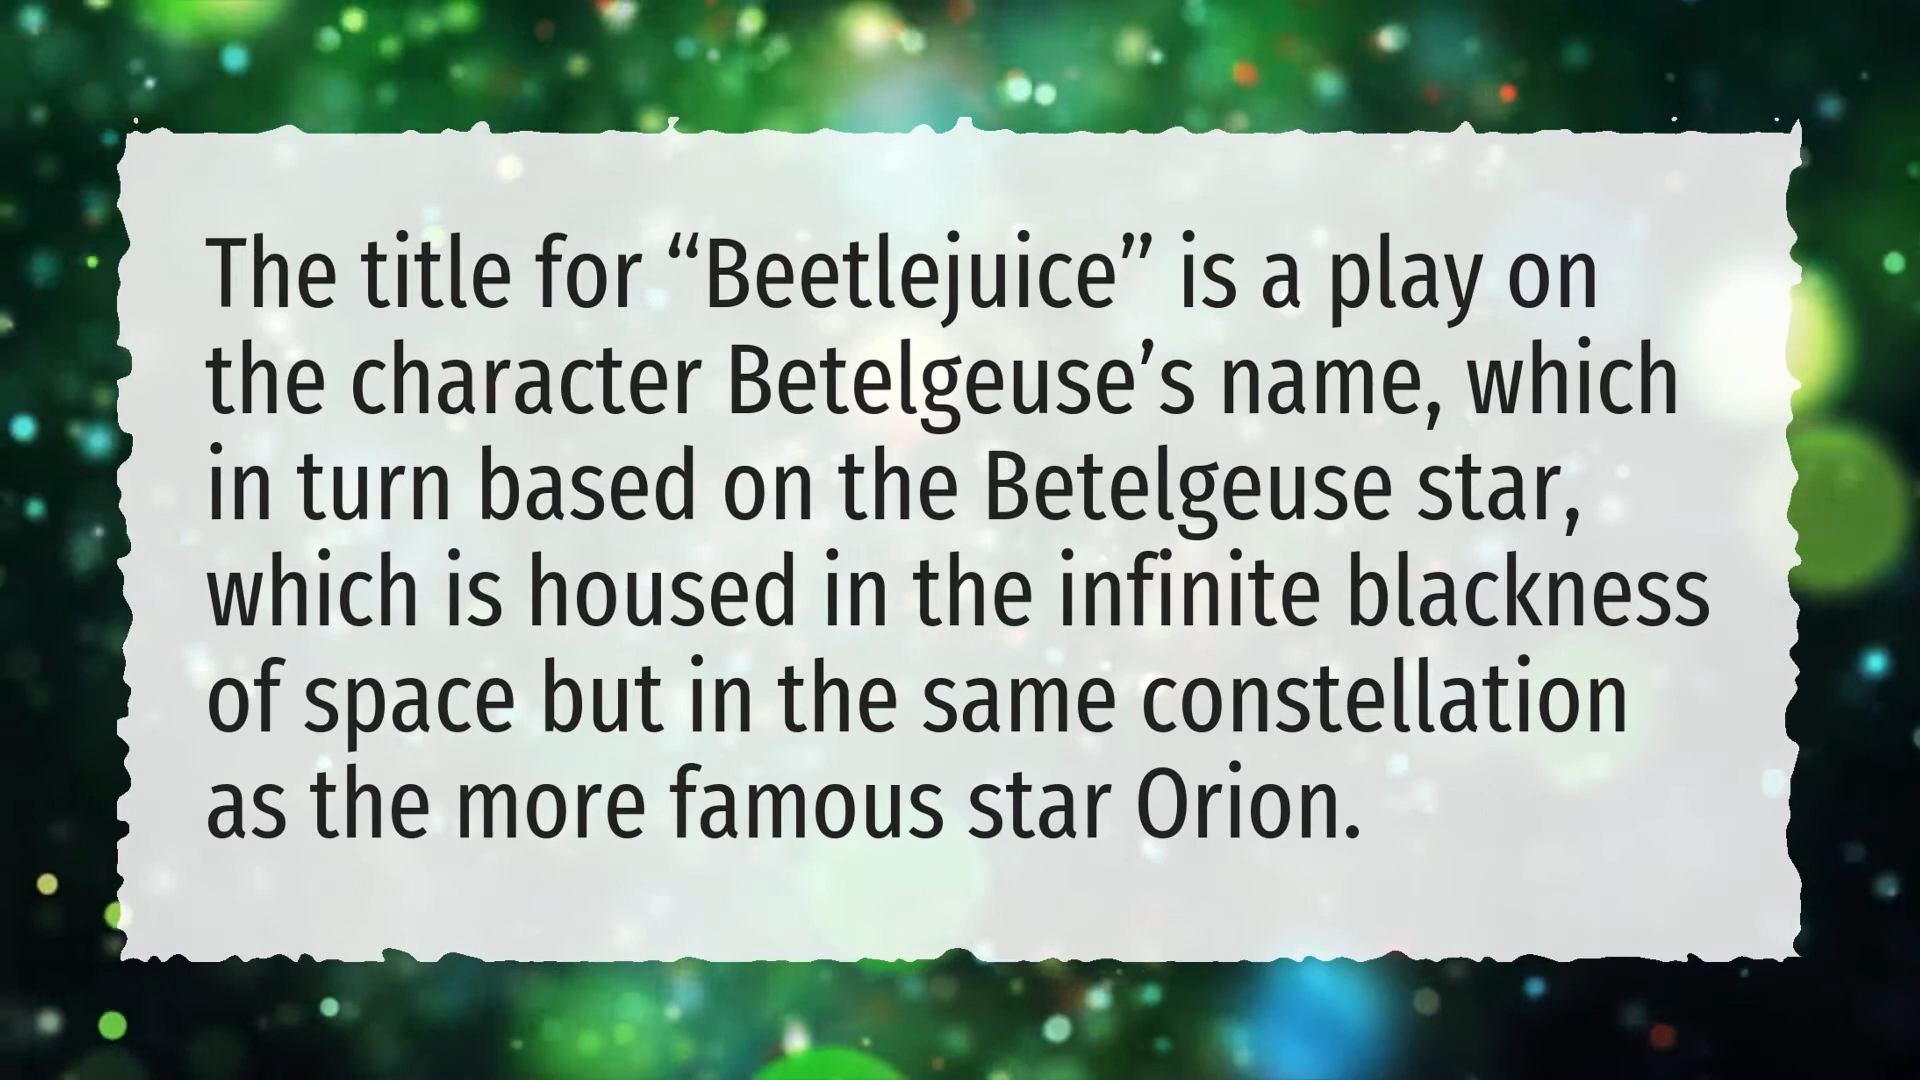 The title for “Beetlejuice” is a play on
the character Betelgeuse’s name, which
in turn based on the Betelgeuse star,
which is housed in the infinite blackness
of space but in the same constellation
as the more famous star Orion.